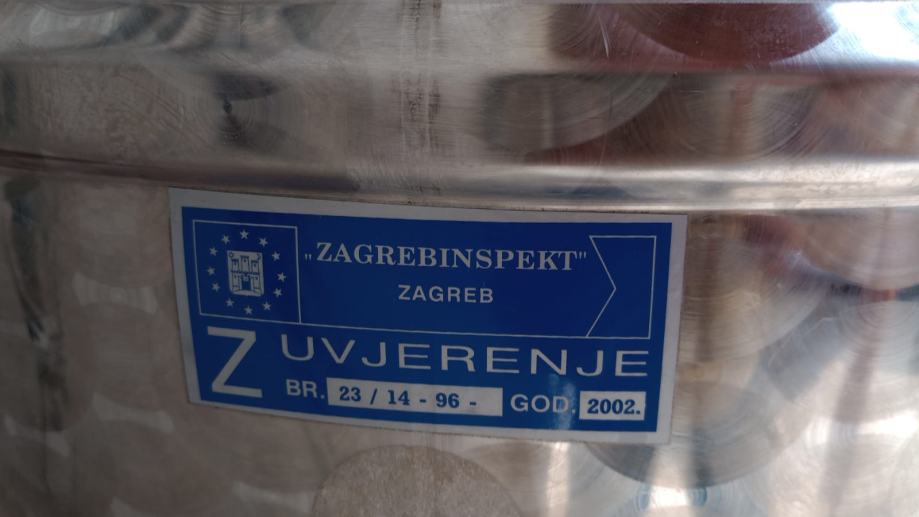 „ZAGREBINSPEKT"
ZAGREB
Z UVJERENJE
BR. 23 / 14 - 96 - GOD. 2002.